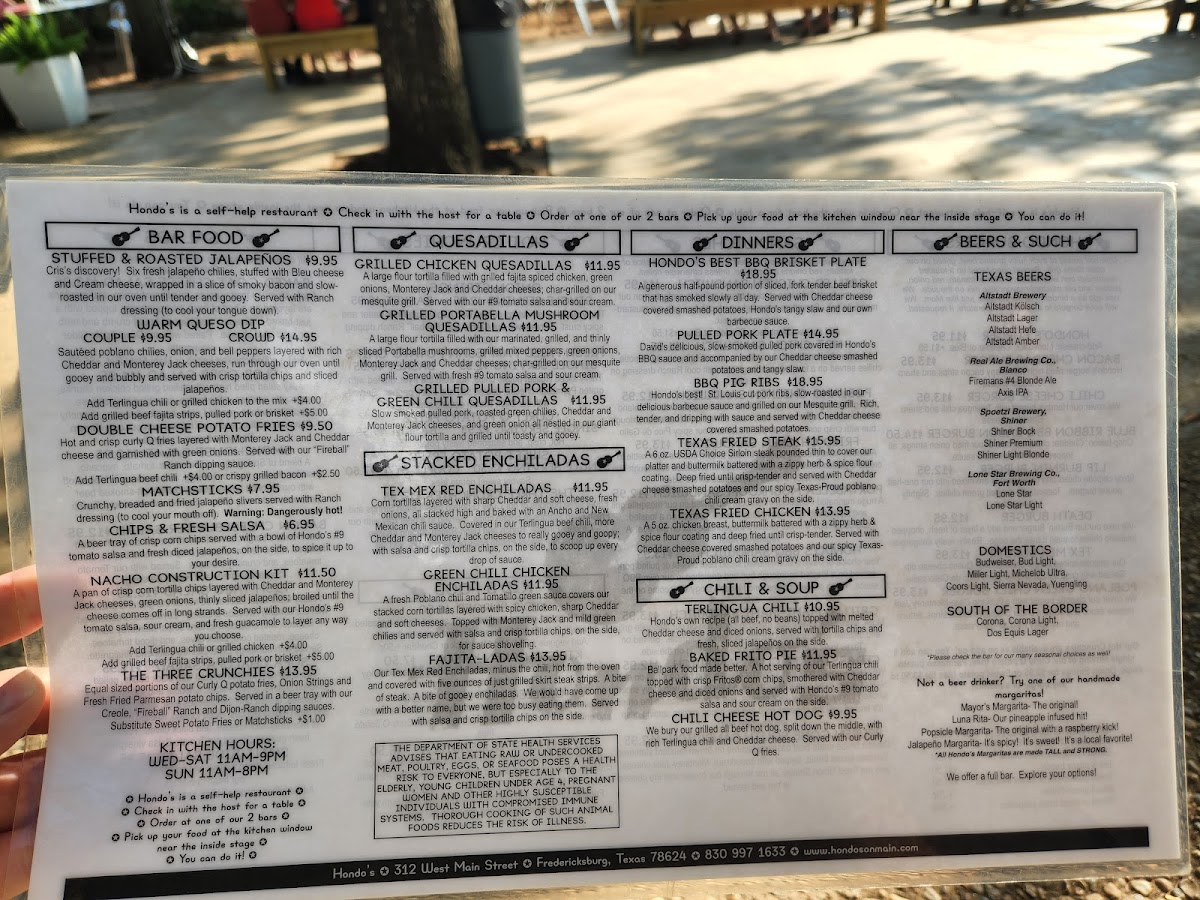 Hondo's is a self-help restaurant ✪ Check in with the host for a table ✪ Order at one of our 2 bars ✪ Pick up your food at the kitchen window near the inside stage ✪ You can do it!
BAR FOOD
STUFFED & ROASTED JALAPEÑOS $9.95
Cris's discovery! Six fresh jalapeño chilies, stuffed with Bleu cheese
and Cream cheese, wrapped in a slice of smoky bacon and slow-
roasted in our oven until tender and gooey. Served with Ranch
dressing (to cool your tongue down).
WARM QUESO DIP
COUPLE $9.95 CROWD $14.95
Sautéed poblano chilies, onion, and bell peppers layered with rich
Cheddar and Monterey Jack cheeses, run through our oven until
gooey and bubbly and served with crisp tortilla chips and sliced
jalapeños.
Add Terlingua chili or grilled chicken to the mix +$4.00
Add grilled beef fajita strips, pulled pork or brisket +$5.00
DOUBLE CHEESE POTATO FRIES $9.50
Hot and crisp curly Q fries layered with Monterey Jack and Cheddar
cheese and garnished with green onions. Served with our "Fireball"
Ranch dipping sauce.
Add Terlingua beef chili +$4.00 or crispy grilled bacon +$2.50
MATCHSTICKS $7.95
Crunchy, breaded and fried jalapeño slivers served with Ranch
dressing (to cool your mouth off). Warning: Dangerously hot!
CHIPS & FRESH SALSA $6.95
A beer tray of crisp corn chips served with a bowl of Hondo's #9
tomato salsa and fresh diced jalapeños, on the side, to spice it up to
your desire.
NACHO CONSTRUCTION KIT $11.50
A pan of crisp corn tortilla chips layered with Cheddar and Monterey
Jack cheeses, green onions, thinly sliced jalapeños; broiled until the
cheese comes off in long strands. Served with our Hondo's #9
tomato salsa, sour cream, and fresh guacamole to layer any way
you choose.
Add Terlingua chili or grilled chicken +$4.00
Add grilled beef fajita strips, pulled pork or brisket +$5.00
THE THREE CRUNCHIES $13.95
Equal sized portions of our Curly Q potato fries, Onion Strings and
Fresh Fried Parmesan potato chips. Served in a beer tray with our
Creole, "Fireball" Ranch and Dijon-Ranch dipping sauces.
Substitute Sweet Potato Fries or Matchsticks +$1.00
KITCHEN HOURS:
WED-SAT 11AM-9PM
SUN 11AM-8PM
✪ Hondo's is a self-help restaurant ✪
✪ Check in with the host for a table ✪
✪ Order at one of our 2 bars ✪
✪ Pick up your food at the kitchen window
near the inside stage ✪
✪ You can do it! ✪
QUESADILLAS
GRILLED CHICKEN QUESADILLAS $11.95
A large flour tortilla filled with grilled fajita spiced chicken, green
onions, Monterey Jack and Cheddar cheeses; char-grilled on our
mesquite grill. Served with our #9 tomato salsa and sour cream.
GRILLED PORTABELLA MUSHROOM
QUESADILLAS $11.95
A large flour tortilla filled with our marinated, grilled, and thinly
sliced Portabella mushrooms, grilled mixed peppers, green onions,
Monterey Jack and Cheddar cheeses; char-grilled on our mesquite
grill. Served with fresh #9 tomato salsa and sour cream.
GRILLED PULLED PORK &
GREEN CHILI QUESADILLAS $11.95
Slow smoked pulled pork, roasted green chilies, Cheddar and
Monterey Jack cheeses, and green onion all nestled in our giant
flour tortilla and grilled until toasty and gooey.
STACKED ENCHILADAS
TEX MEX RED ENCHILADAS $11.95
Corn tortillas layered with sharp Cheddar and soft cheese, fresh
onions, all stacked high and baked with an Ancho and New
Mexican chili sauce. Covered in our Terlingua beef chili, more
Cheddar and Monterey Jack cheeses to really gooey and goopy;
with salsa and crisp tortilla chips, on the side, to scoop up every
drop of sauce.
GREEN CHILI CHICKEN
ENCHILADAS $11.95
A fresh Poblano chili and Tomatillo green sauce covers our
stacked corn tortillas layered with spicy chicken, sharp Cheddar
and soft cheeses. Topped with Monterey Jack and mild green
chilies and served with salsa and crisp tortilla chips, on the side,
for sauce shoveling.
FAJITA-LADAS $13.95
Our Tex Mex Red Enchiladas, minus the chili, hot from the oven
and covered with five ounces of just grilled skirt steak strips. A bite
of steak. A bite of gooey enchiladas. We would have come up
with a better name, but we were too busy eating them. Served
with salsa and crisp tortilla chips on the side.
THE DEPARTMENT OF STATE HEALTH SERVICES
ADVISES THAT EATING RAW OR UNDERCOOKED
MEAT, POULTRY, EGGS, OR SEAFOOD POSES A HEALTH
RISK TO EVERYONE, BUT ESPECIALLY TO THE
ELDERLY, YOUNG CHILDREN UNDER AGE 4, PREGNANT
WOMEN AND OTHER HIGHLY SUSCEPTIBLE
INDIVIDUALS WITH COMPROMISED IMMUNE
SYSTEMS. THOROUGH COOKING OF SUCH ANIMAL
FOODS REDUCES THE RISK OF ILLNESS.
DINNERS
HONDO'S BEST BBQ BRISKET PLATE
$18.95
A generous half-pound portion of sliced, fork tender beef brisket
that has smoked slowly all day. Served with Cheddar cheese
covered smashed potatoes, Hondo's tangy slaw and our own
barbecue sauce.
PULLED PORK PLATE $14.95
David's delicious, slow-smoked pulled pork covered in Hondo's
BBQ sauce and accompanied by our Cheddar cheese smashed
potatoes and tangy slaw.
BBQ PIG RIBS $18.95
Hondo's best! St. Louis cut pork ribs, slow-roasted in our
delicious barbecue sauce and grilled on our Mesquite grill. Rich,
tender, and dripping with sauce and served with Cheddar cheese
covered smashed potatoes.
TEXAS FRIED STEAK $15.95
A 6 oz. USDA Choice Sirloin steak pounded thin to cover our
platter and buttermilk battered with a zippy herb & spice flour
coating. Deep fried until crisp-tender and served with Cheddar
cheese smashed potatoes and our spicy Texas-Proud poblano
chili cream gravy on the side.
TEXAS FRIED CHICKEN $13.95
A 5 oz. chicken breast, buttermilk battered with a zippy herb &
spice flour coating and deep fried until crisp-tender. Served with
Cheddar cheese covered smashed potatoes and our spicy Texas-
Proud poblano chili cream gravy on the side.
CHILI & SOUP
TERLINGUA CHILI $10.95
Hondo's own recipe (all beef, no beans) topped with melted
Cheddar cheese and diced onions, served with tortilla chips and
fresh, sliced jalapeños on the side.
BAKED FRITO PIE $11.95
Ballpark food made better. A hot serving of our Terlingua chili
topped with crisp Fritos® corn chips, smothered with Cheddar
cheese and diced onions and served with Hondo's #9 tomato
salsa and sour cream on the side.
CHILI CHEESE HOT DOG $9.95
We bury our grilled all beef hot dog, split down the middle, with
rich Terlingua chili and Cheddar cheese. Served with our Curly
Q fries.
BEERS & SUCH
TEXAS BEERS
Altstadt Brewery
Altstadt Kölsch
Altstadt Lager
Altstadt Hefe
Altstadt Amber
Real Ale Brewing Co.,
Blanco
Firemans #4 Blonde Ale
Axis IPA
Spoetzl Brewery,
Shiner
Shiner Bock
Shiner Premium
Shiner Light Blonde
Lone Star Brewing Co.,
Fort Worth
Lone Star
Lone Star Light
DOMESTICS
Budweiser, Bud Light,
Miller Light, Michelob Ultra,
Coors Light, Sierra Nevada, Yuengling
SOUTH OF THE BORDER
Corona, Corona Light,
Dos Equis Lager
*Please check the bar for our many seasonal choices as well!
Not a beer drinker? Try one of our handmade
margaritas!
Mayor's Margarita- The original!
Luna Rita- Our pineapple infused hit!
Popsicle Margarita- The original with a raspberry kick!
Jalapeño Margarita- It's spicy! It's sweet! It's a local favorite!
*All Hondo's Margaritas are made TALL and STRONG.
We offer a full bar. Explore your options!
Hondo's ✪ 312 West Main Street ✪ Fredericksburg, Texas 78624 ✪ 830 997 1633 ✪ www.hondosonmain.com